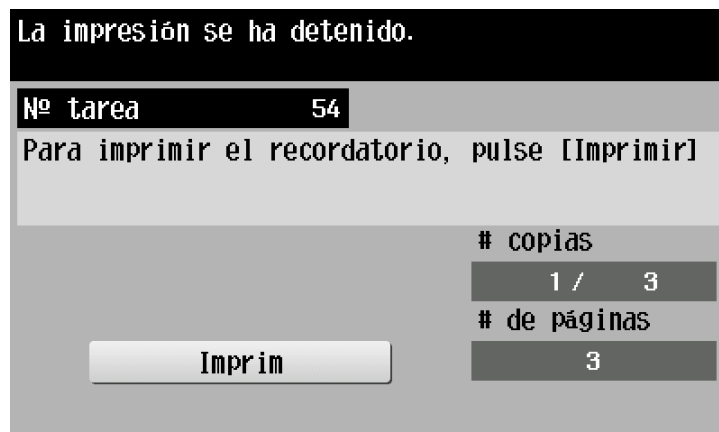 La impresión se ha detenido.
Nº tarea 54
Para imprimir el recordatorio, pulse [Imprimir]
# copias
1 / 3
# de páginas
Imprim
3